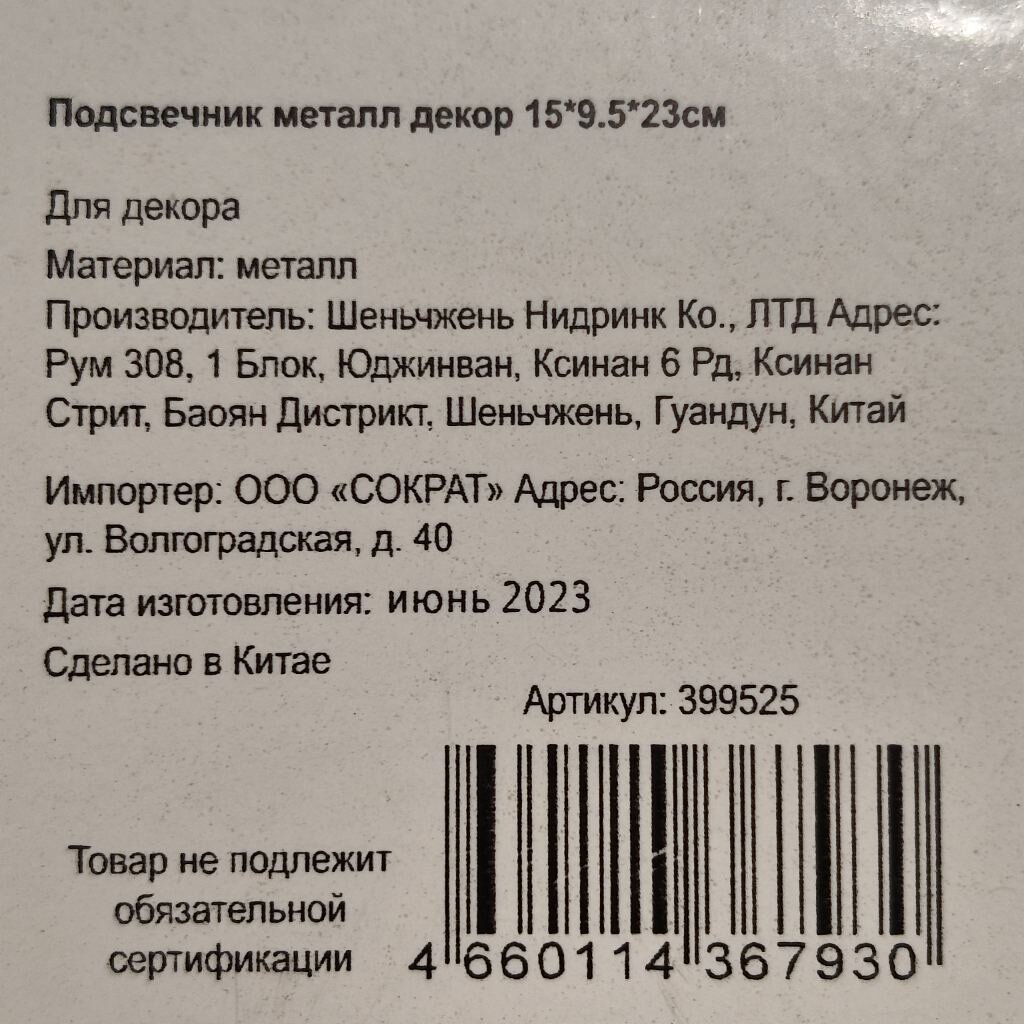 Подсвечник металл декор 15*9.5*23см
Для декора
Материал: металл
Производитель: Шеньчжень Нидринк Ко., ЛТД Адрес:
Рум 308, 1 Блок, Юджинван, Ксинан 6 Рд, Ксинан
Стрит, Баоян Дистрикт, Шеньчжень, Гуандун, Китай
Импортер: ООО «СОКРАТ» Адрес: Россия, г. Воронеж,
ул. Волгоградская, д. 40
Дата изготовления: июнь 2023
Сделано в Китае
Артикул: 399525
Товар не подлежит
обязательной
сертификации
4 660114 367930